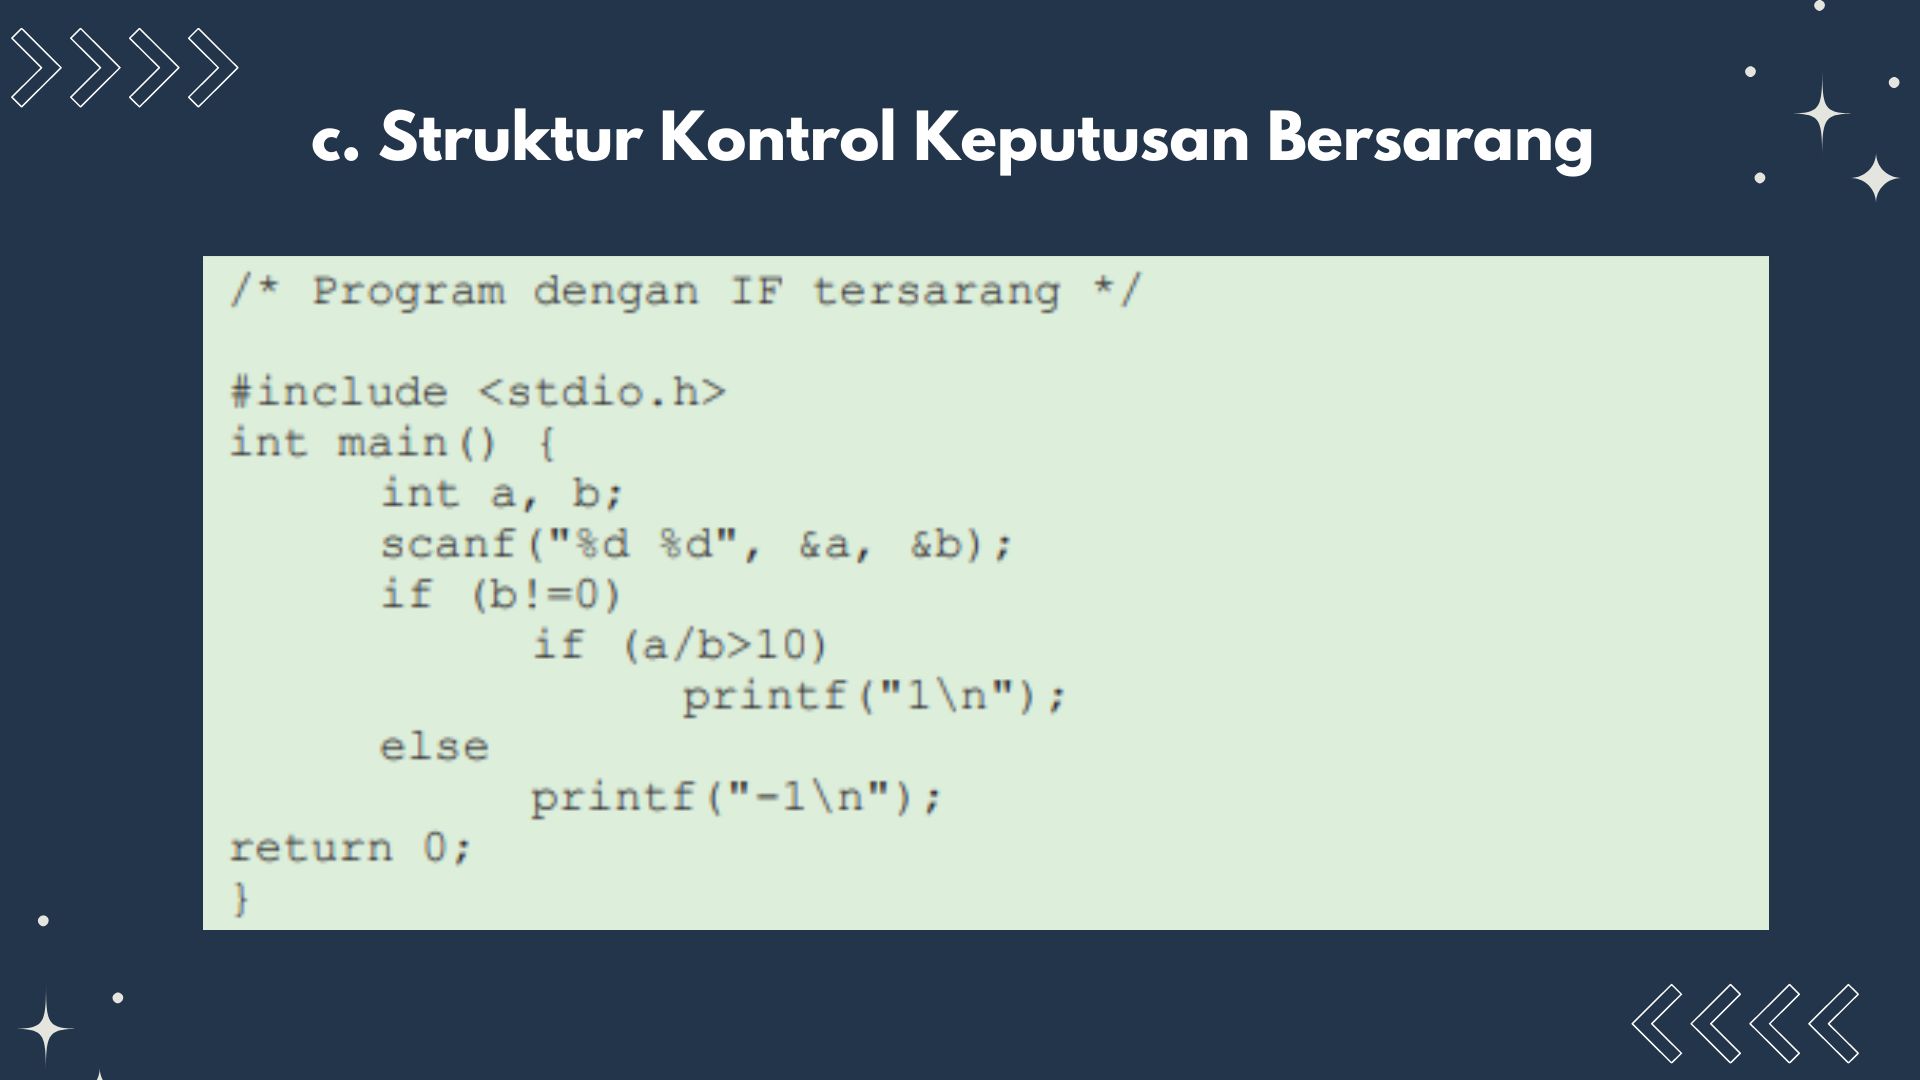 c. Struktur Kontrol Keputusan Bersarang
/* Program dengan IF tersarang */
#include <stdio.h>
int main() {
int a, b;
scanf("%d %d", &a, &b);
if (b!=0)
if (a/b>10)
printf("1\n");
else
printf("-1\n");
return 0;
}